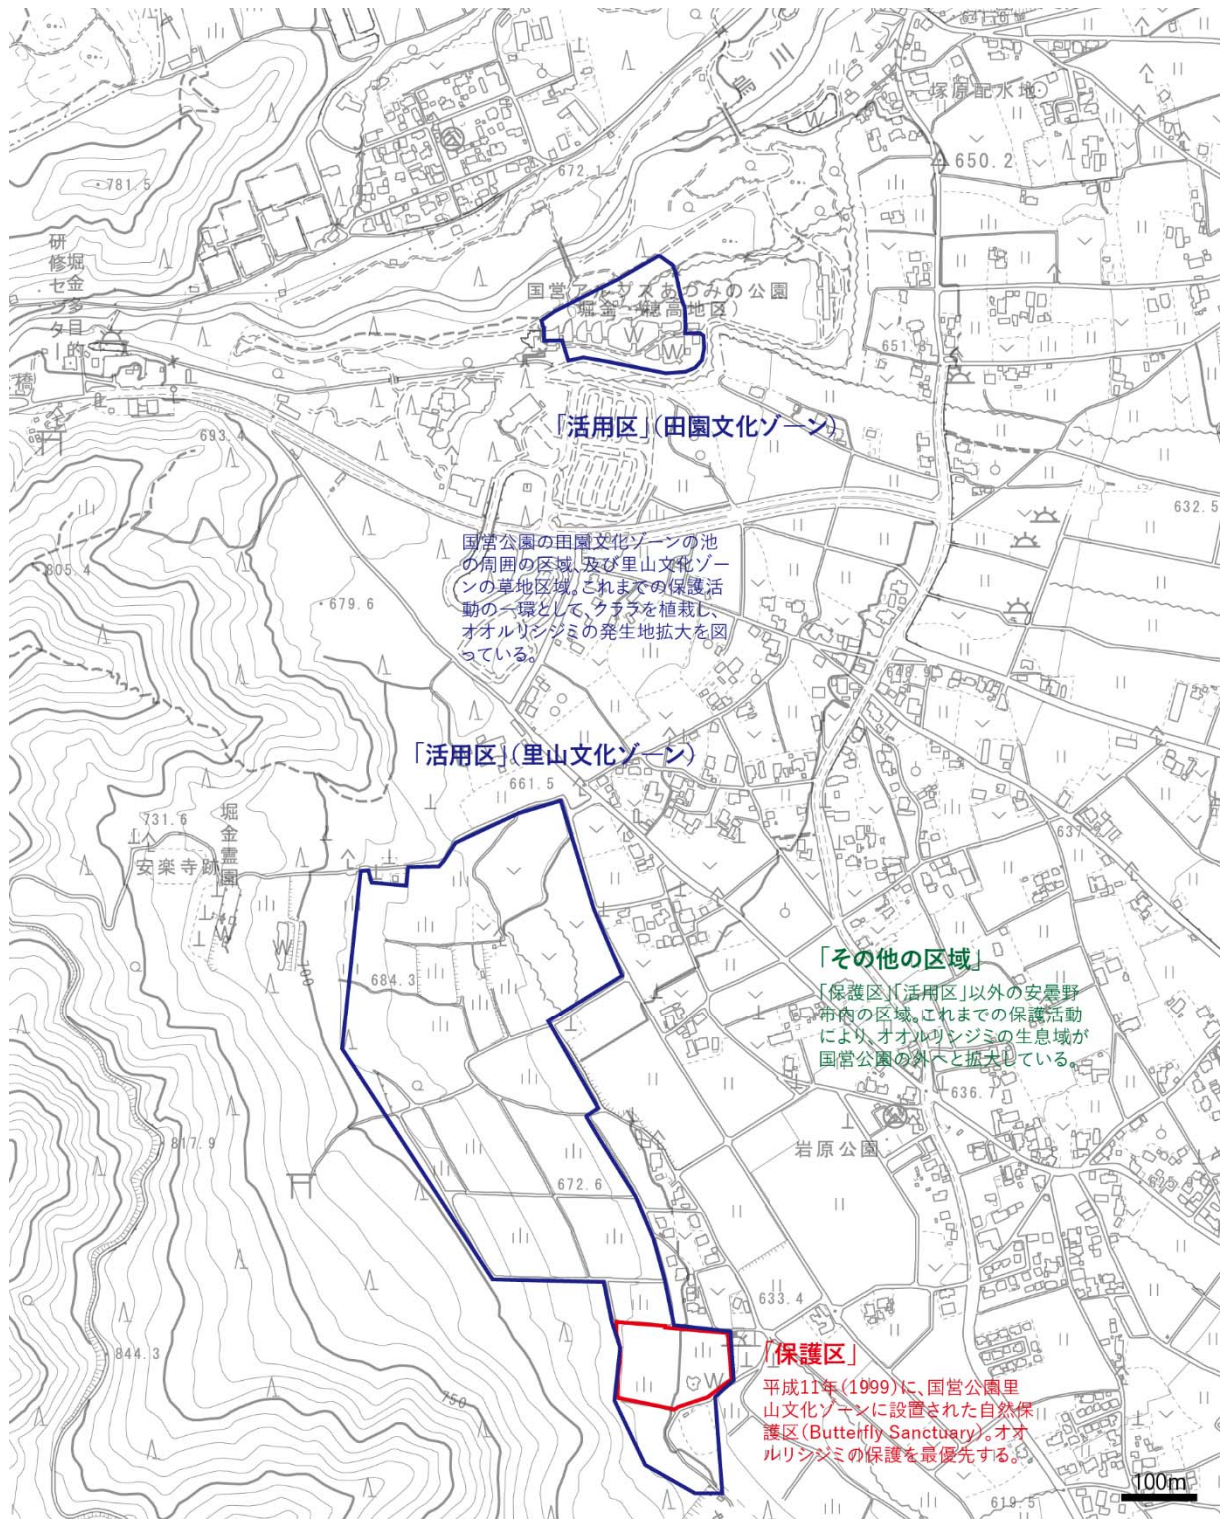 烏川
塚原配水地
672.1
650.2
781.5
研修センター
堀金多目的
国営アルプスあづみの公園
(堀金・穂高地区)
W
W
651.8
橋
「活用区」(田園文化ゾーン)
693.4
632.5
国営公園の田園文化ゾーンの池
の周囲の区域、及び里山文化ゾー
ンの草地区域。これまでの保護活
動の一環として、クララを植栽し、
オオルリシジミの発生地拡大を図
っている。
805.4
679.6
648.9
「活用区」(里山文化ゾーン)
661.5
731.6
堀金霊園
安楽寺跡
W
W
700
684.3
「その他の区域」
「保護区」「活用区」以外の安曇野
市内の区域。これまでの保護活動
により、オオルリシジミの生息域が
国営公園の外へと拡大している。
636.7
岩原公園
817.9
672.6
633.4
844.3
750
W
「保護区」
平成11年(1999)に、国営公園里
山文化ゾーンに設置された自然保
護区(Butterfly Sanctuary)。オオ
ルリシジミの保護を最優先する。
100m
619.5